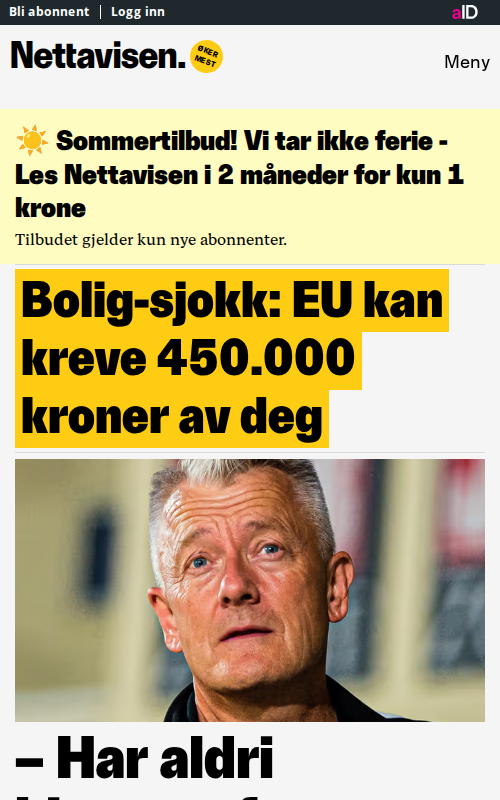 Bli abonnent | Logg inn
aID
Nettavisen.
ØKER
MEST
Meny
☀️ Sommertilbud! Vi tar ikke ferie -
Les Nettavisen i 2 måneder for kun 1
krone
Tilbudet gjelder kun nye abonnenter.
Bolig-sjokk: EU kan
kreve 450.000
kroner av deg
– Har aldri